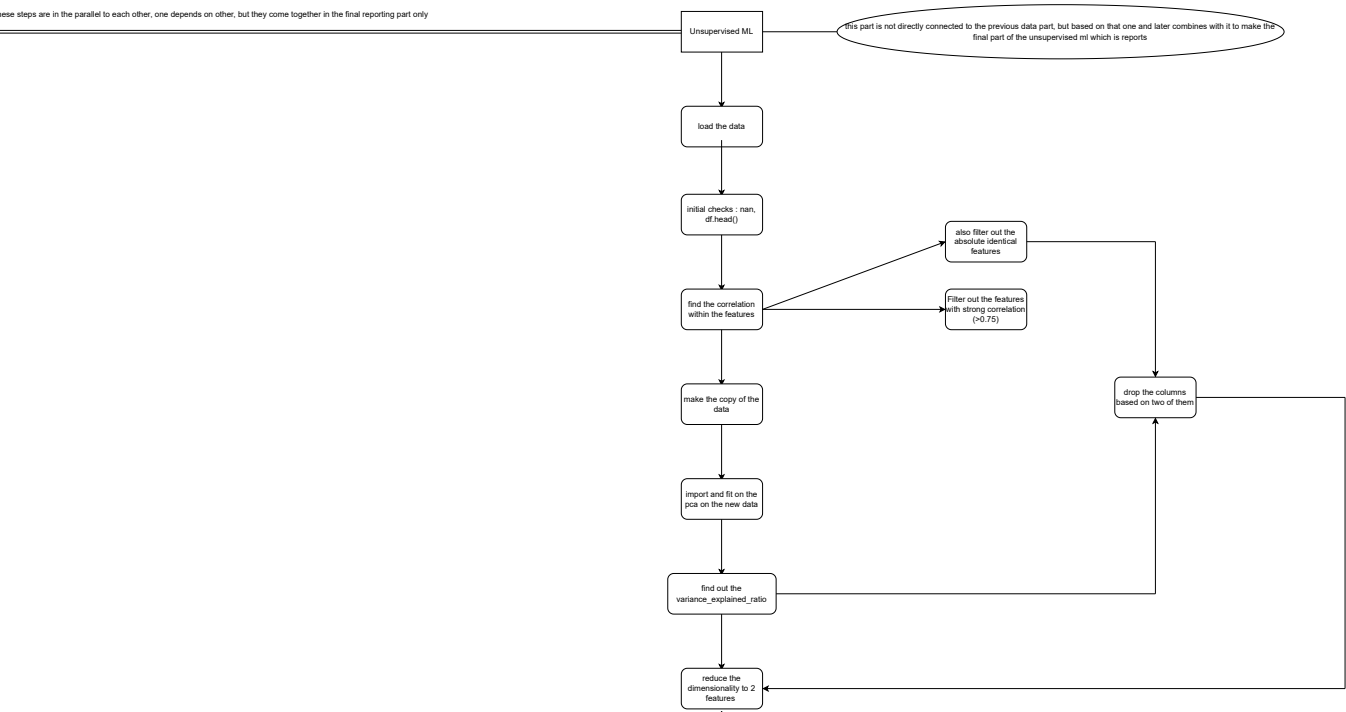 these steps are in the parallel to each other, one depends on other, but they come together in the final reporting part only
Unsupervised ML
this part is not directly connected to the previous data part, but based on that one and later combines with it to make the
final part of the unsupervised ml which is reports
load the data
initial checks : nan,
df.head()
also filter out the
absolute identical
features
find the correlation
within the features
Filter out the features
with strong correlation
(>0.75)
make the copy of the
data
drop the columns
based on two of them
import and fit on the
pca on the new data
find out the
variance_explained_ratio
reduce the
dimensionality to 2
features